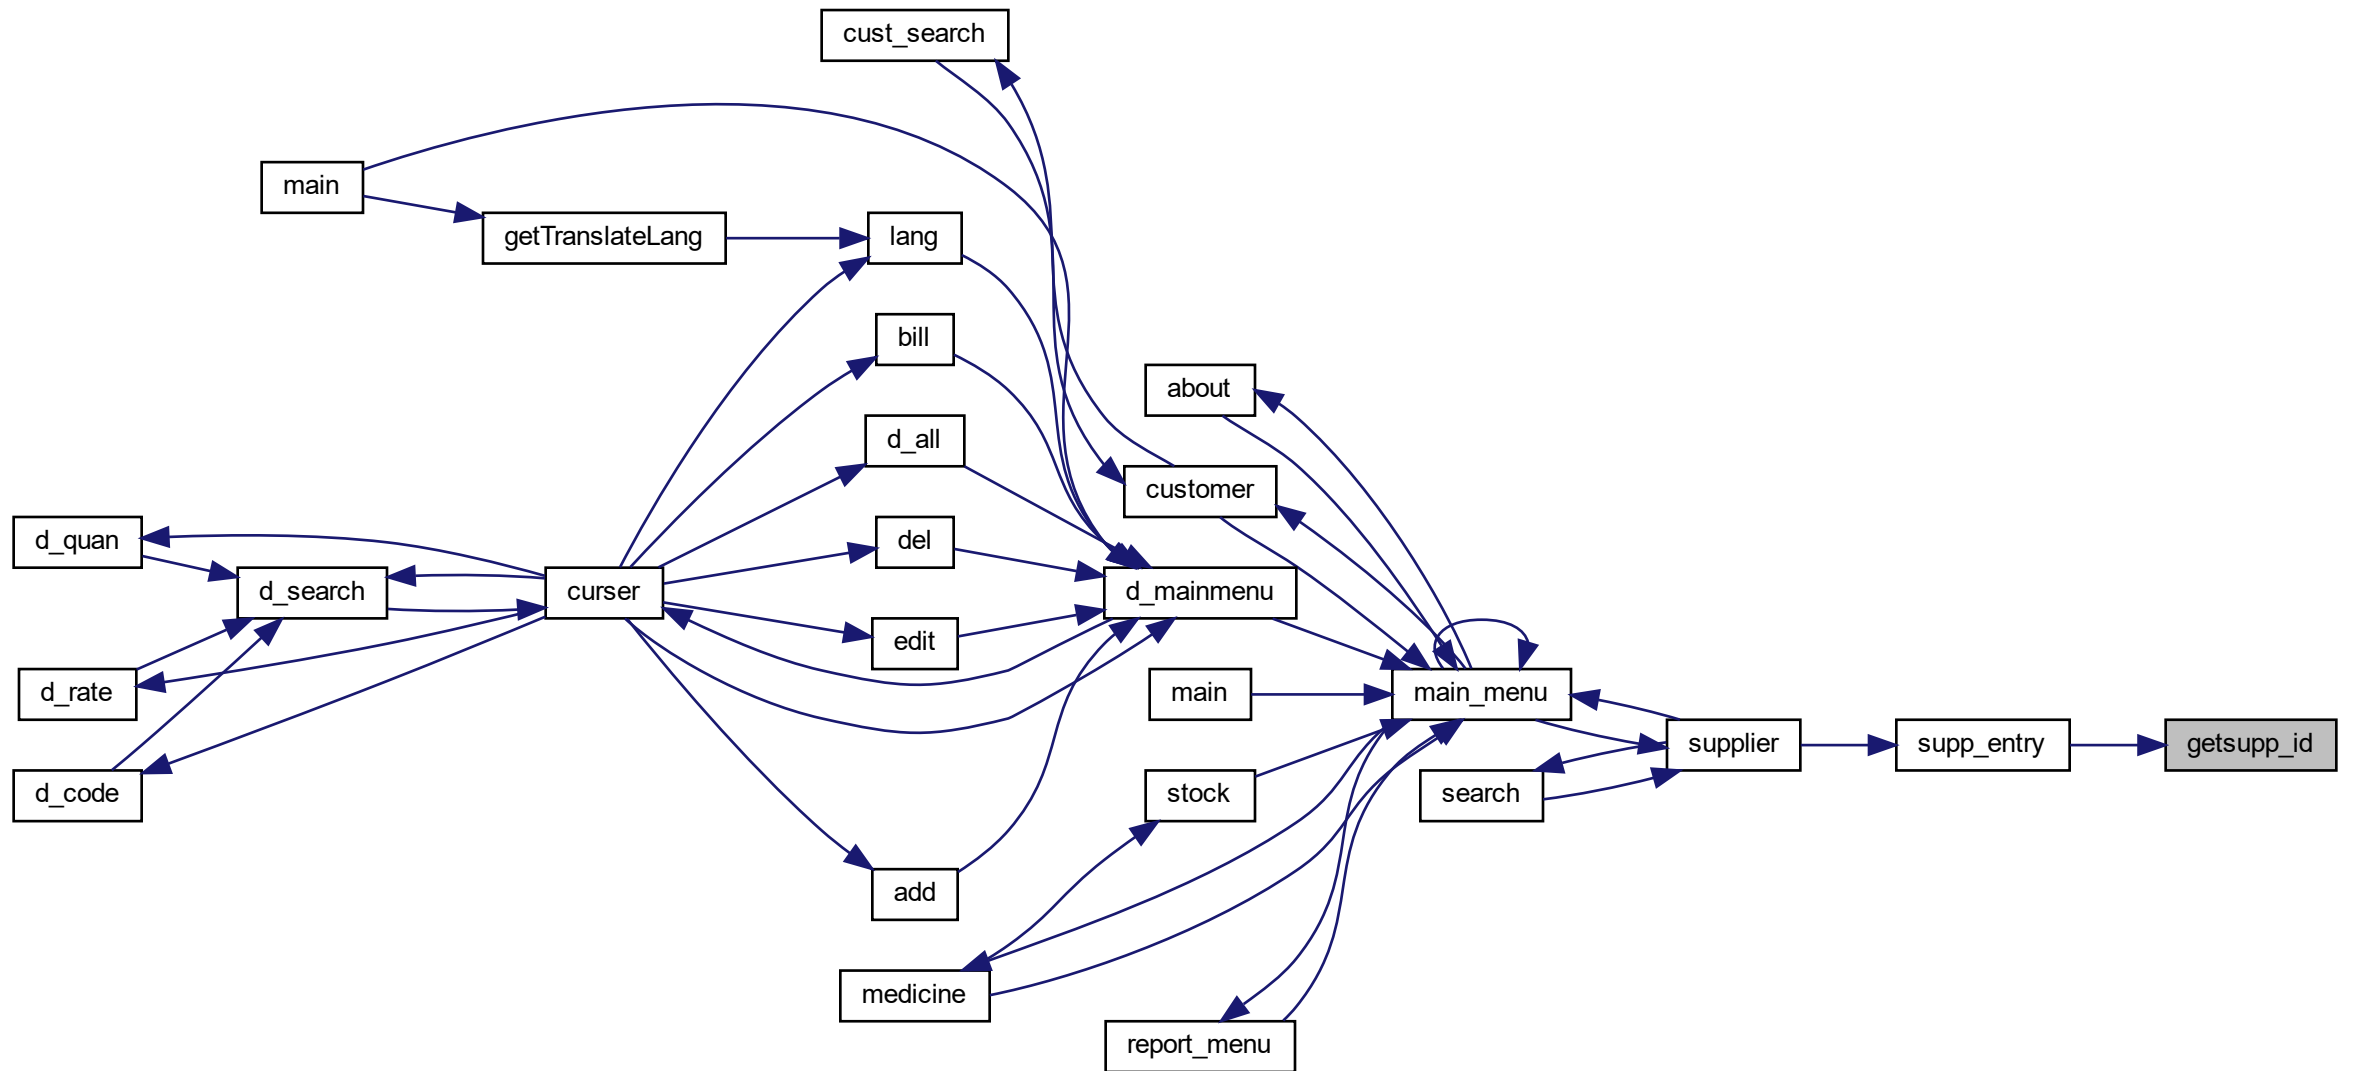 cust_search
main
getTranslateLang
lang
bill
about
d_all
customer
d_quan
del
d_search
curser
d_mainmenu
edit
d_rate
main
main_menu
supplier
supp_entry
getsupp_id
d_code
stock
search
add
medicine
report_menu